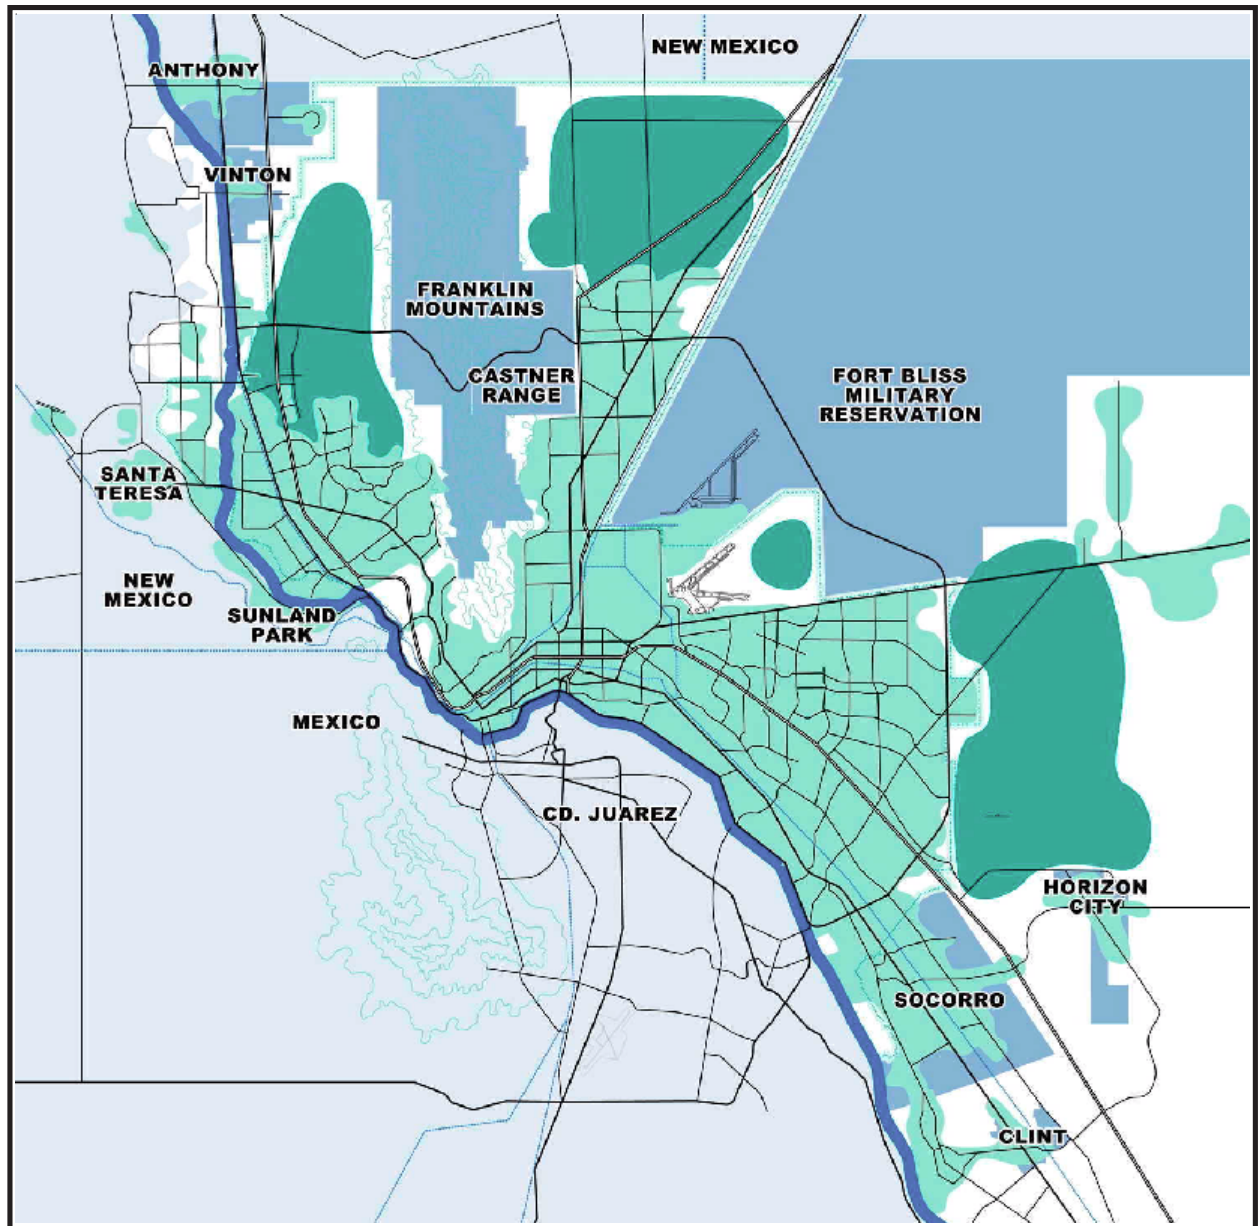 NEW MEXICO
ANTHONY
VINTON
FRANKLIN
MOUNTAINS
CASTNER
RANGE
FORT BLISS
MILITARY
RESERVATION
SANTA
TERESA
NEW
MEXICO
SUNLAND
PARK
MEXICO
CD. JUAREZ
HORIZON
CITY
SOCORRO
CLINT